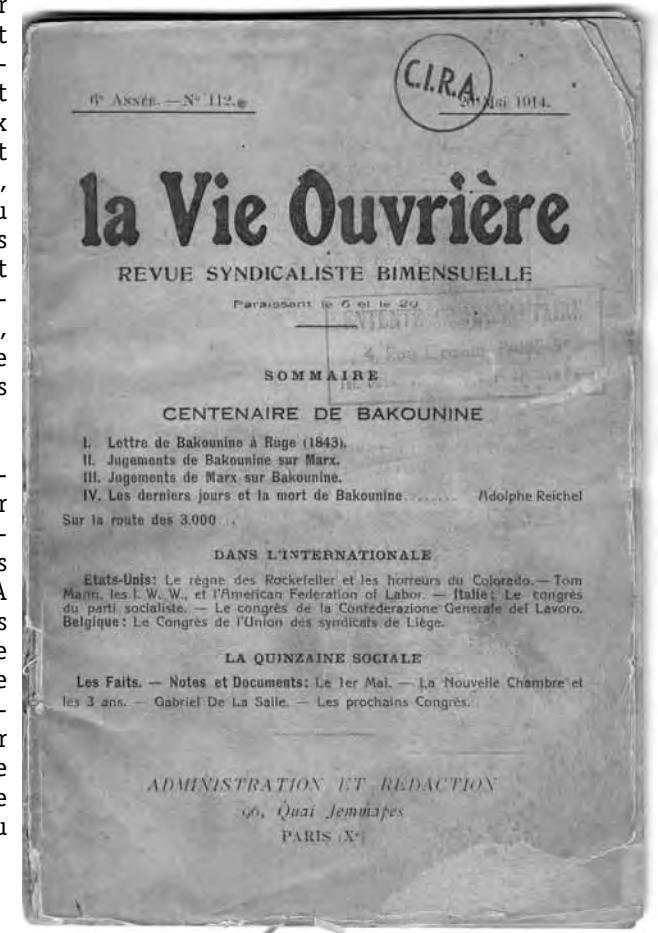 r
t
-
t
x
t
,
u
s
t
-
,
e
s
-
r
-
s
A
s
e
e
-
r
e
e
u
C.I.R.A.
6e ANNÉE. — No 112.
20 Mai 1914.
la Vie Ouvrière
REVUE SYNDICALISTE BIMENSUELLE
Paraissant le 6 et le 20
ENTENTE
SOMMAIRE
CENTENAIRE DE BAKOUNINE
I. Lettre de Bakounine à Ruge (1843).
II. Jugements de Bakounine sur Marx.
III. Jugements de Marx sur Bakounine.
IV. Les derniers jours et la mort de Bakounine........ Adolphe Reichel
Sur la route des 3.000 ...
DANS L'INTERNATIONALE
Etats-Unis: Le règne des Rockefeller et les horreurs du Colorado. — Tom
Mann, les I. W. W., et l'American Federation of Labor. — Italie: Le congrès
du parti socialiste. — Le congrès de la Confederazione Generale del Lavoro.
Belgique: Le Congrès de l'Union des syndicats de Liège.
LA QUINZAINE SOCIALE
Les Faits. — Notes et Documents: Le 1er Mai. — La Nouvelle Chambre et
les 3 ans. — Gabriel De La Salle. — Les prochains Congrès.
ADMINISTRATION ET RÉDACTION
96, Quai Jemmapes
PARIS (Xe)